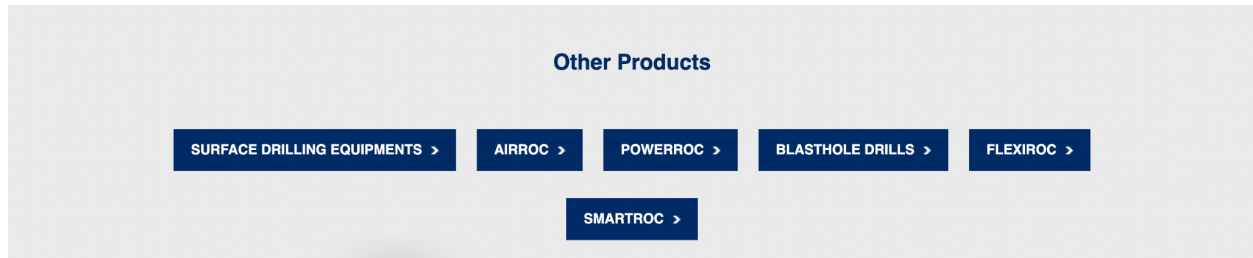 Other Products
SURFACE DRILLING EQUIPMENTS > AIRROC > POWERROC > BLASTHOLE DRILLS > FLEXIROC >
SMARTROC >